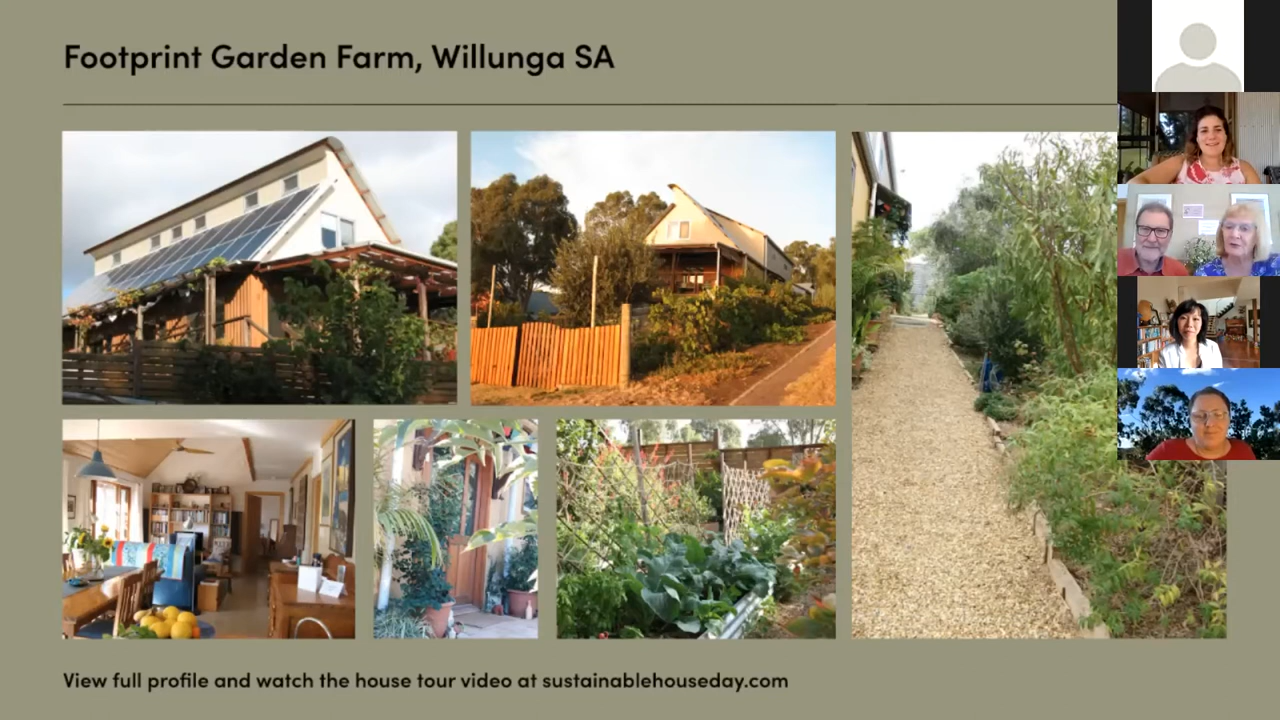 Footprint Garden Farm, Willunga SA
View full profile and watch the house tour video at sustainablehouseday.com